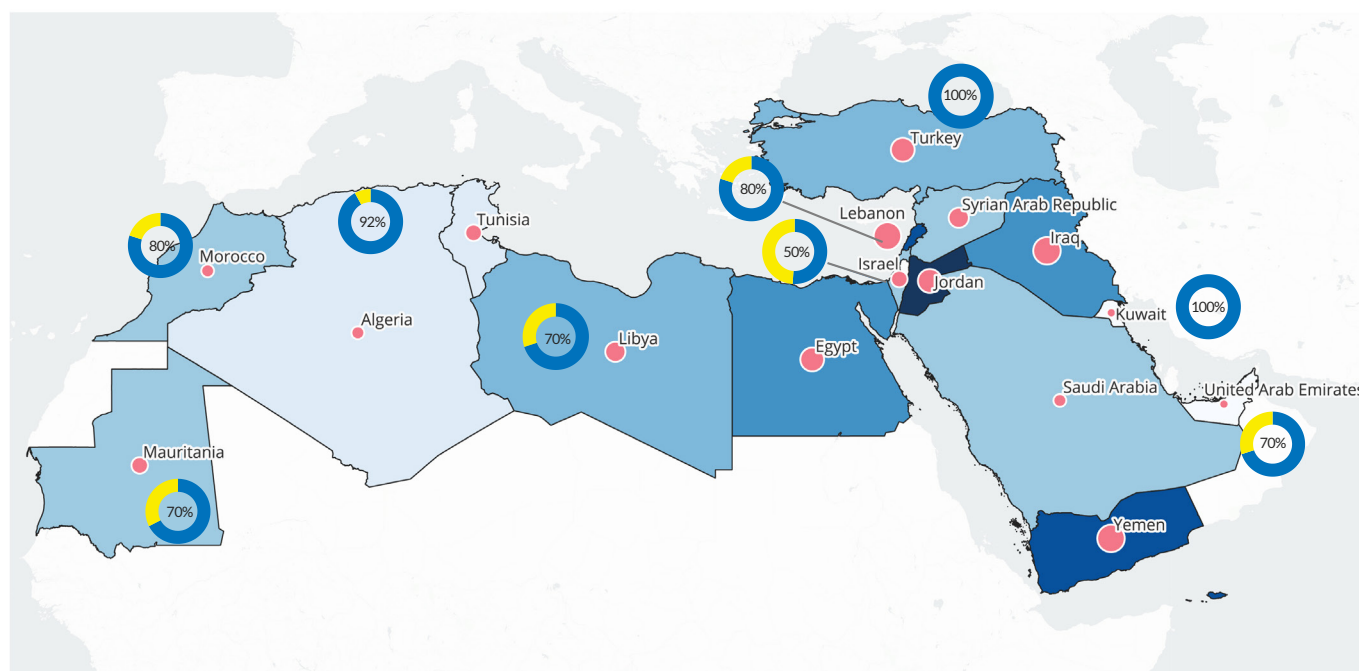 100%
Turkey
80%
Lebanon
Syrian Arab Republic
92%
Tunisia
80%
Morocco
50%
Israel
Iraq
Jordan
Kuwait
100%
Algeria
70%
Libya
Egypt
Saudi Arabia
United Arab Emirates
70%
Mauritania
70%
Yemen